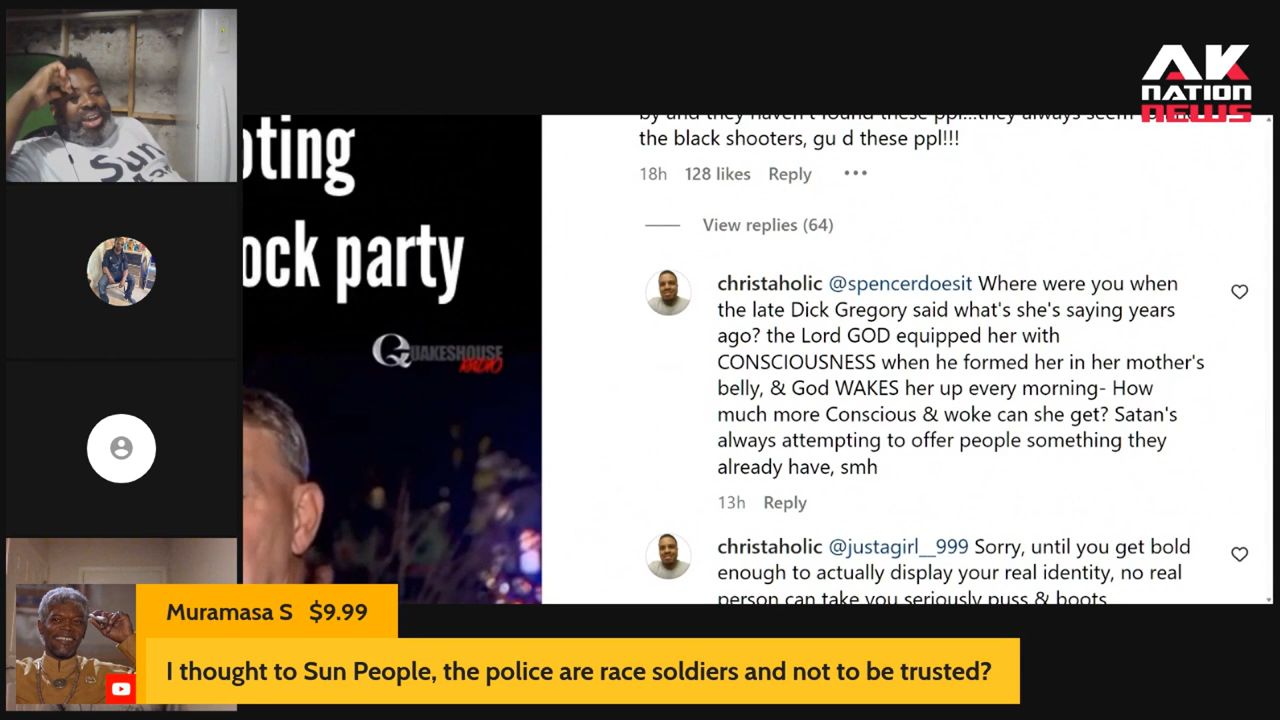 AK
NATION
NEWS
Sun
oting
ock party
QUAKESHOUSE
RADIO
the black shooters, gu d these ppl!!!
18h 128 likes Reply •••
View replies (64)
christaholic @spencerdoesit Where were you when
the late Dick Gregory said what's she's saying years
ago? the Lord GOD equipped her with
CONSCIOUSNESS when he formed her in her mother's
belly, & God WAKES her up every morning- How
much more Conscious & woke can she get? Satan's
always attempting to offer people something they
already have, smh
13h Reply
christaholic @justagirl__999 Sorry, until you get bold
enough to actually display your real identity, no real
person can take you seriously puss & boots
Muramasa S $9.99
I thought to Sun People, the police are race soldiers and not to be trusted?